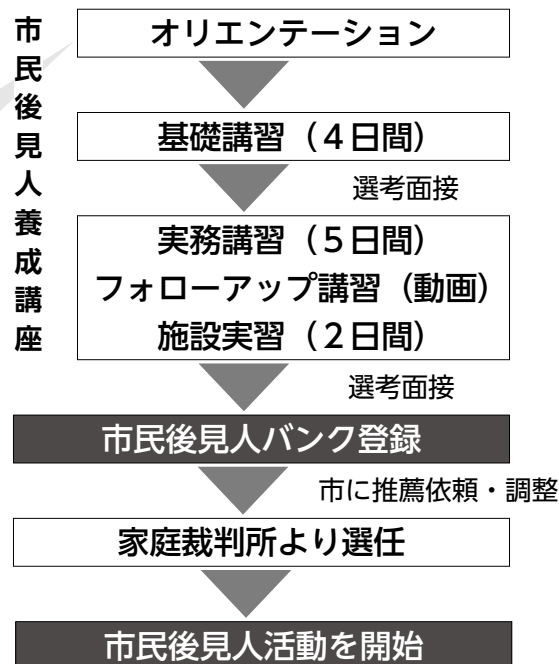 市民後見人養成講座
オリエンテーション
基礎講習（４日間）
選考面接
実務講習（５日間）
フォローアップ講習（動画）
施設実習（２日間）
選考面接
市民後見人バンク登録
市に推薦依頼・調整
家庭裁判所より選任
市民後見人活動を開始